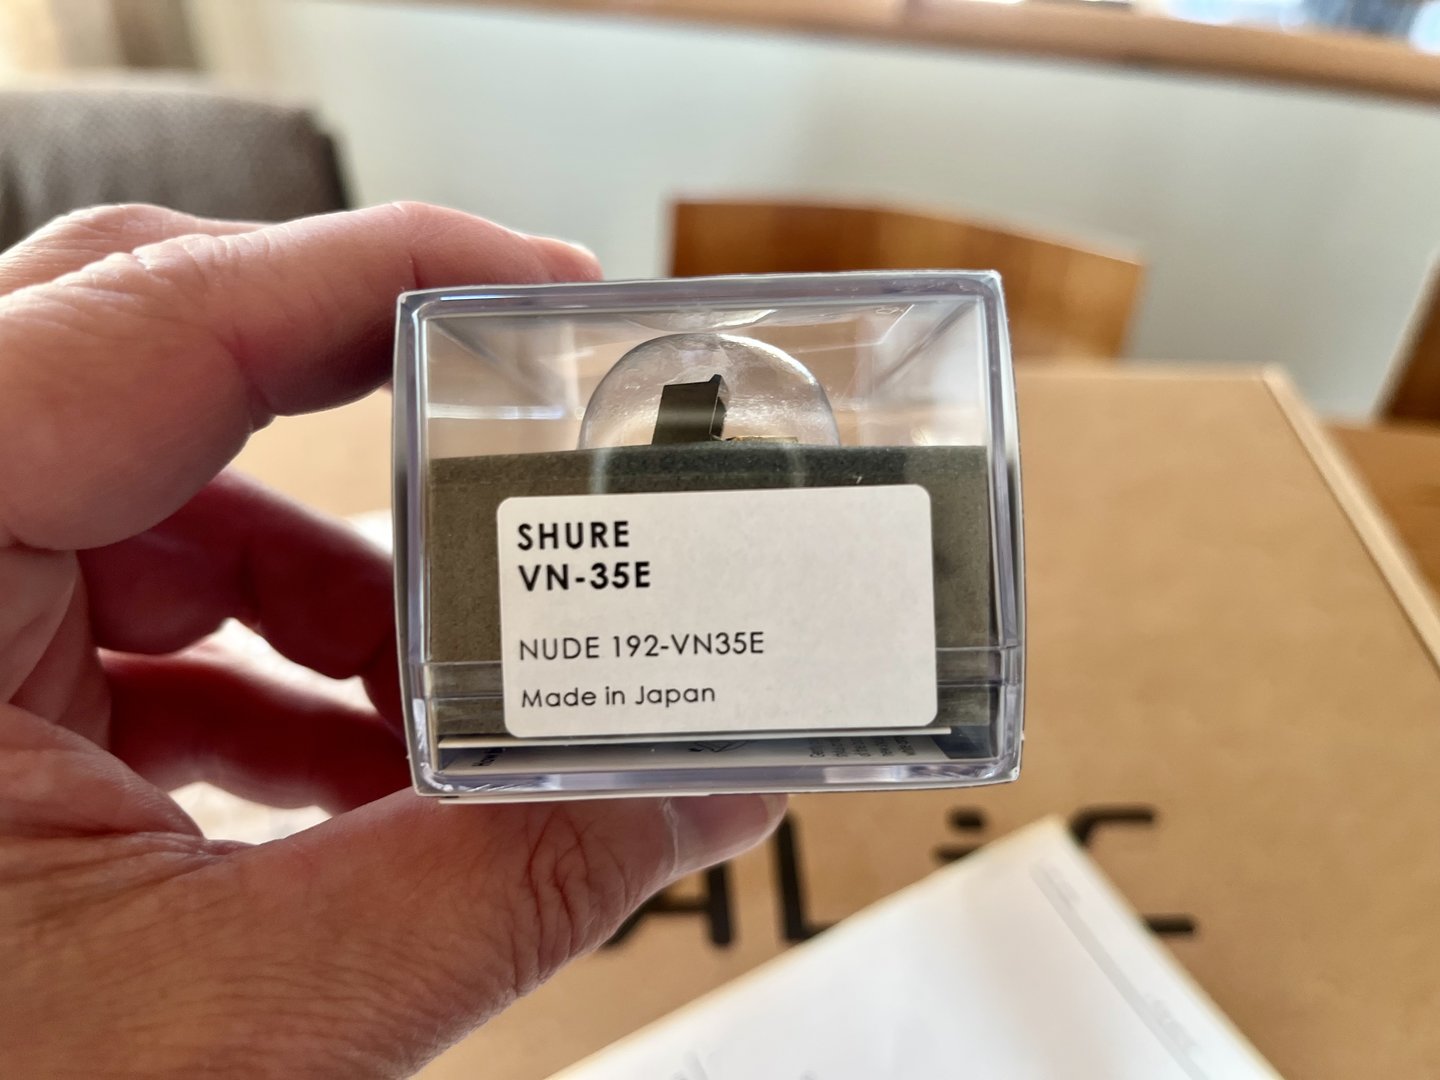 SHURE
VN-35E
NUDE 192-VN35E
Made in Japan